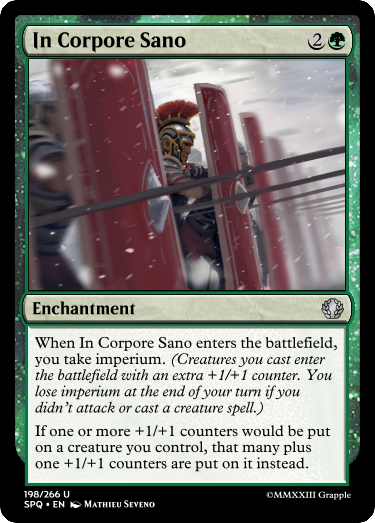 In Corpore Sano 2
Enchantment
When In Corpore Sano enters the battlefield,
you take imperium. (Creatures you cast enter
the battlefield with an extra +1/+1 counter. You
lose imperium at the end of your turn if you
didn't attack or cast a creature spell.)
If one or more +1/+1 counters would be put
on a creature you control, that many plus
one +1/+1 counters are put on it instead.
198/266 U
SPQ • EN Mathieu Seveno
©MMXXIII Grapple